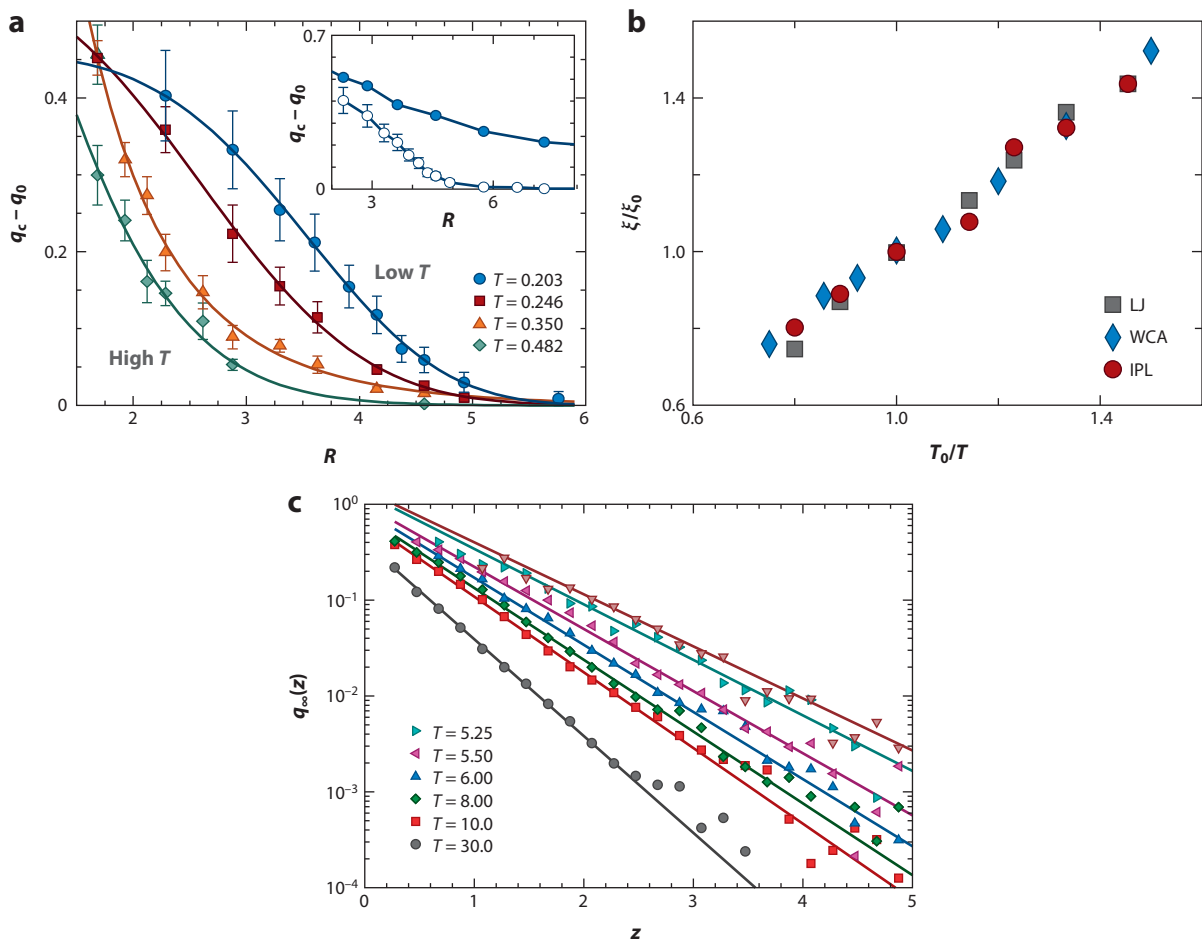 a
q_c − q_0
0.4
0.2
0
2
3
4
5
6
R
High T
Low T
T = 0.203
T = 0.246
T = 0.350
T = 0.482
0.7
0
q_c − q_0
3
6
R
b
ξ/ξ_0
1.4
1.0
0.6
0.6
1.0
1.4
T_0/T
LJ
WCA
IPL
c
q_∞(z)
10^0
10^−1
10^−2
10^−3
10^−4
0
1
2
3
4
5
z
T = 5.25
T = 5.50
T = 6.00
T = 8.00
T = 10.0
T = 30.0